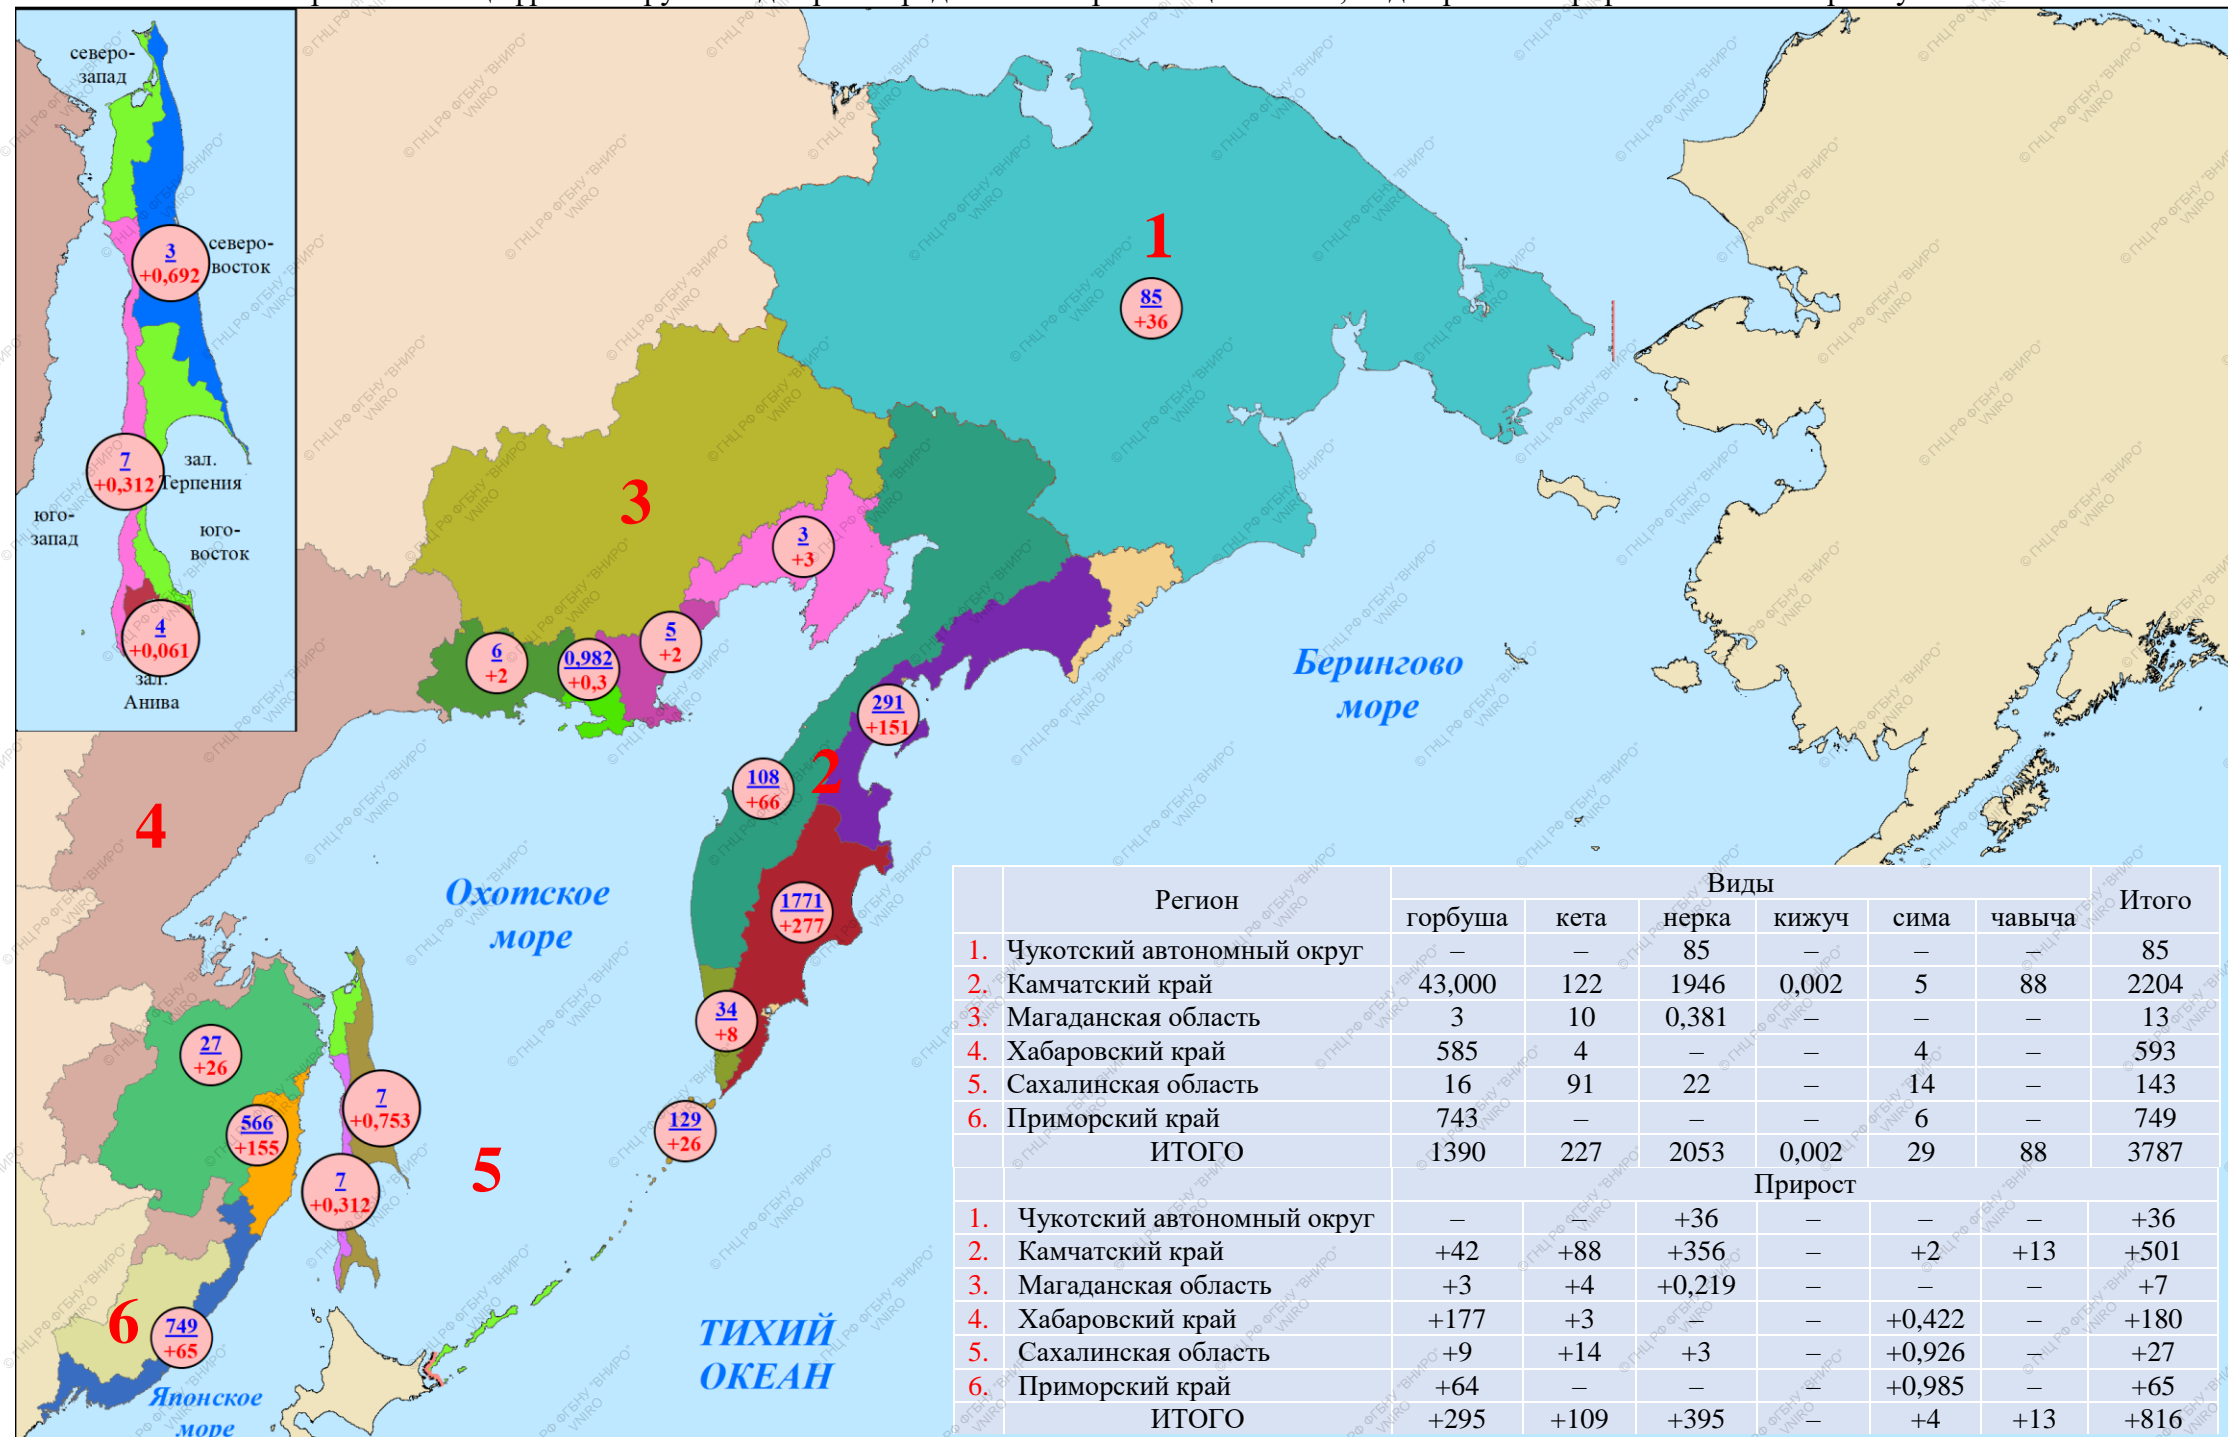 северо-
запад
3
+0,692
северо-
восток
7
+0,312
зал.
Терпения
юго-
запад
юго-
восток
4
+0,061
зал.
Анива
1
85
+36
3
3
+3
5
+2
6
+2
0,982
+0,3
Берингово
море
291
+151
2
108
+66
4
Охотское
море
1771
+277
34
+8
27
+26
566
+155
7
+0,753
129
+26
5
7
+0,312
6
749
+65
ТИХИЙ
ОКЕАН
Японское
море
Регион Виды Итого
горбуша кета нерка кижуч сима чавыча
1. Чукотский автономный округ – – 85 – – – 85
2. Камчатский край 43,000 122 1946 0,002 5 88 2204
3. Магаданская область 3 10 0,381 – – – 13
4. Хабаровский край 585 4 – – 4 – 593
5. Сахалинская область 16 91 22 – 14 – 143
6. Приморский край 743 – – – 6 – 749
ИТОГО 1390 227 2053 0,002 29 88 3787
Прирост
1. Чукотский автономный округ – – +36 – – – +36
2. Камчатский край +42 +88 +356 – +2 +13 +501
3. Магаданская область +3 +4 +0,219 – – – +7
4. Хабаровский край +177 +3 – – +0,422 – +180
5. Сахалинская область +9 +14 +3 – +0,926 – +27
6. Приморский край +64 – – – +0,985 – +65
ИТОГО +295 +109 +395 – +4 +13 +816
© ГНЦ РФ ФГБНУ "ВНИРО"
VNIRO